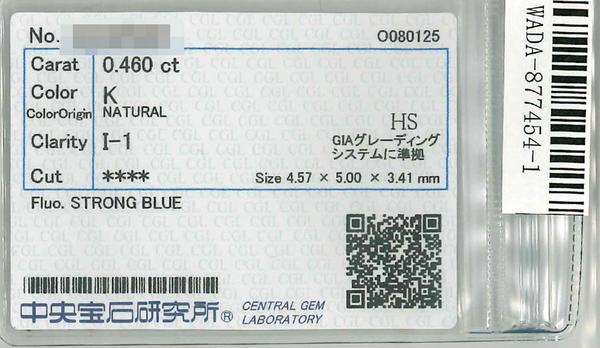 No.
O080125
Carat 0.460 ct
Color K
ColorOrigin NATURAL
Clarity I-1
HS
GIAグレーディング
システムに準拠
Cut ****
Size 4.57 × 5.00 × 3.41 mm
Fluo. STRONG BLUE
中央宝石研究所® CENTRAL GEM
LABORATORY
WADA-877454-1